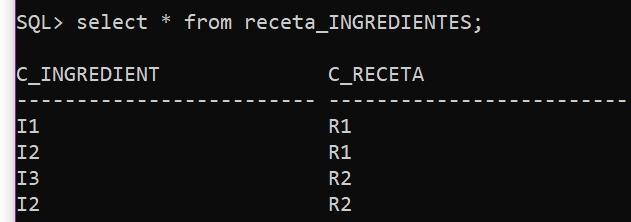 SQL> select * from receta_INGREDIENTES;
C_INGREDIENT C_RECETA
-------------------------- -------------------------
I1 R1
I2 R1
I3 R2
I2 R2